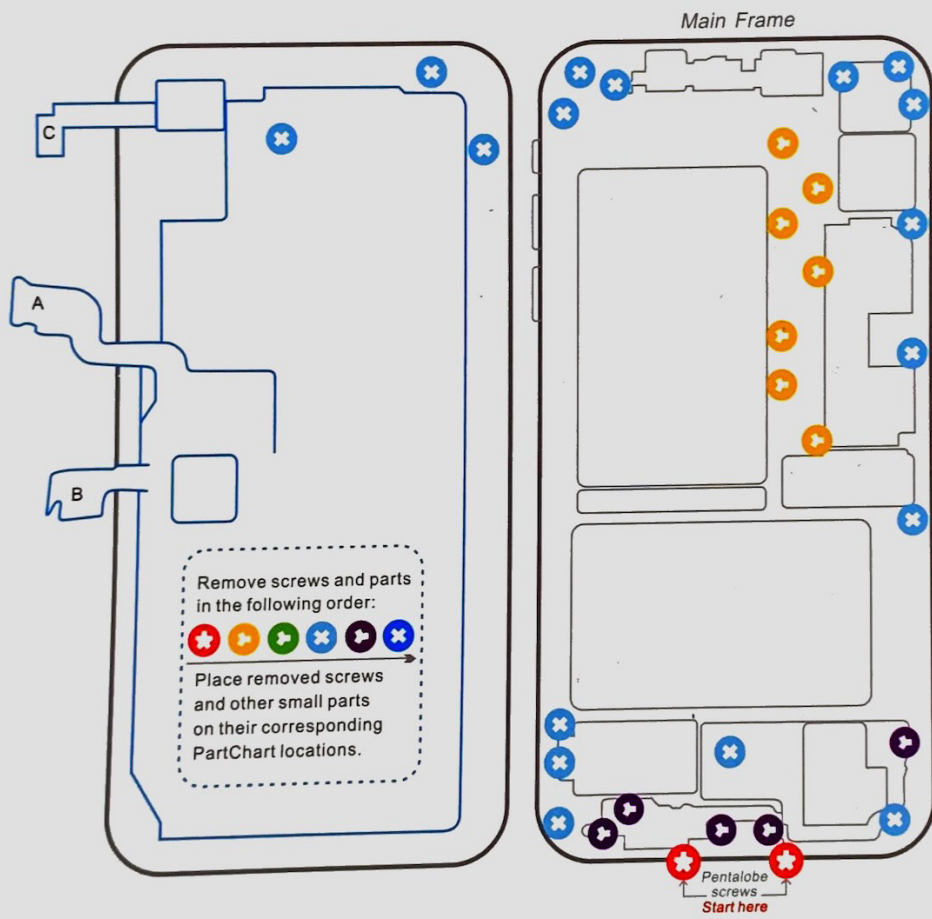 Main Frame
C
A
B
Remove screws and parts
in the following order:
Place removed screws
and other small parts
on their corresponding
PartChart locations.
Pentalobe
screws
Start here